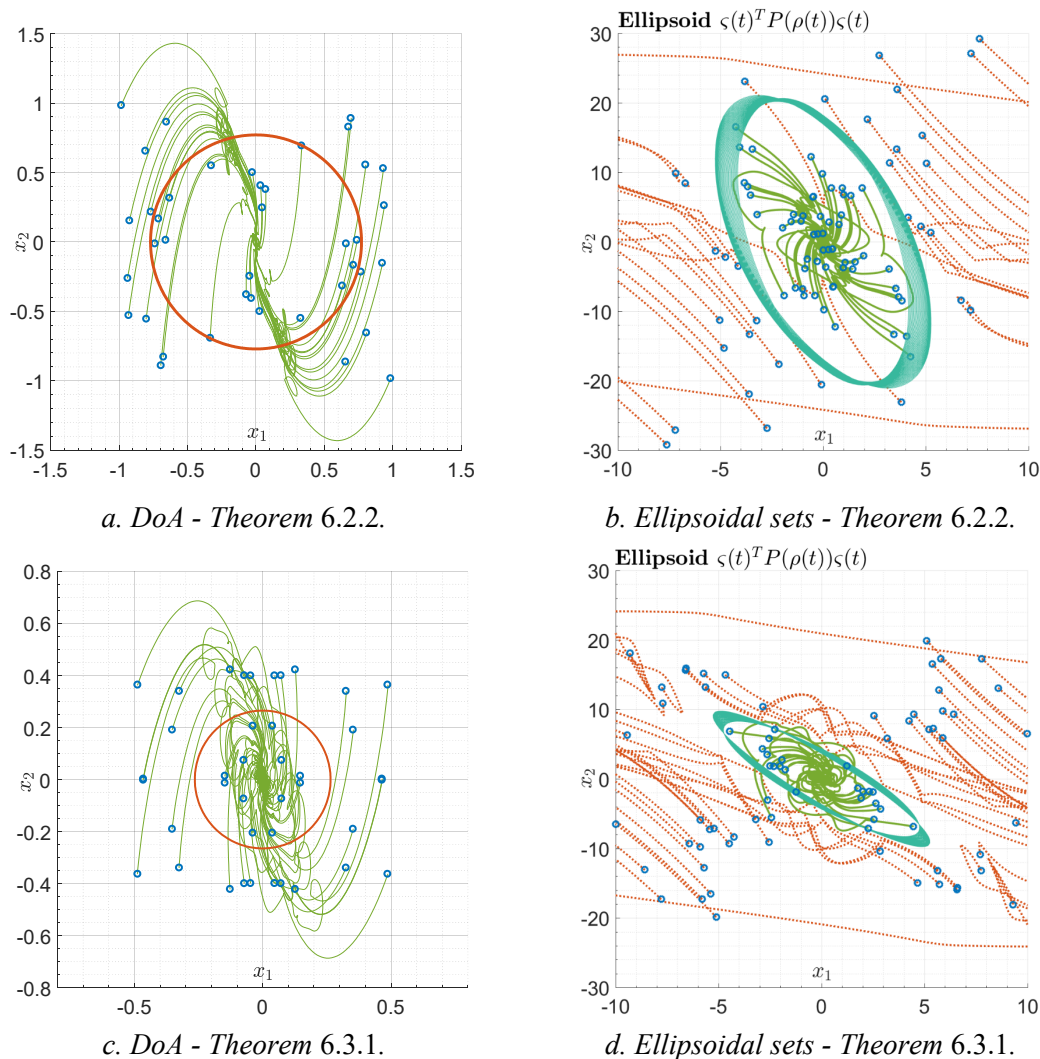 1.5
1
0.5
0
-0.5
-1
-1.5
x₂
x₁
-1.5 -1 -0.5 0 0.5 1 1.5
a. DoA - Theorem 6.2.2.
Ellipsoid ς(t)ᵀP(ρ(t))ς(t)
30
20
10
0
-10
-20
-30
x₂
x₁
-10 -5 0 5 10
b. Ellipsoidal sets - Theorem 6.2.2.
0.8
0.6
0.4
0.2
0
-0.2
-0.4
-0.6
-0.8
x₂
x₁
-0.5 0 0.5
c. DoA - Theorem 6.3.1.
Ellipsoid ς(t)ᵀP(ρ(t))ς(t)
30
20
10
0
-10
-20
-30
x₂
x₁
-10 -5 0 5 10
d. Ellipsoidal sets - Theorem 6.3.1.